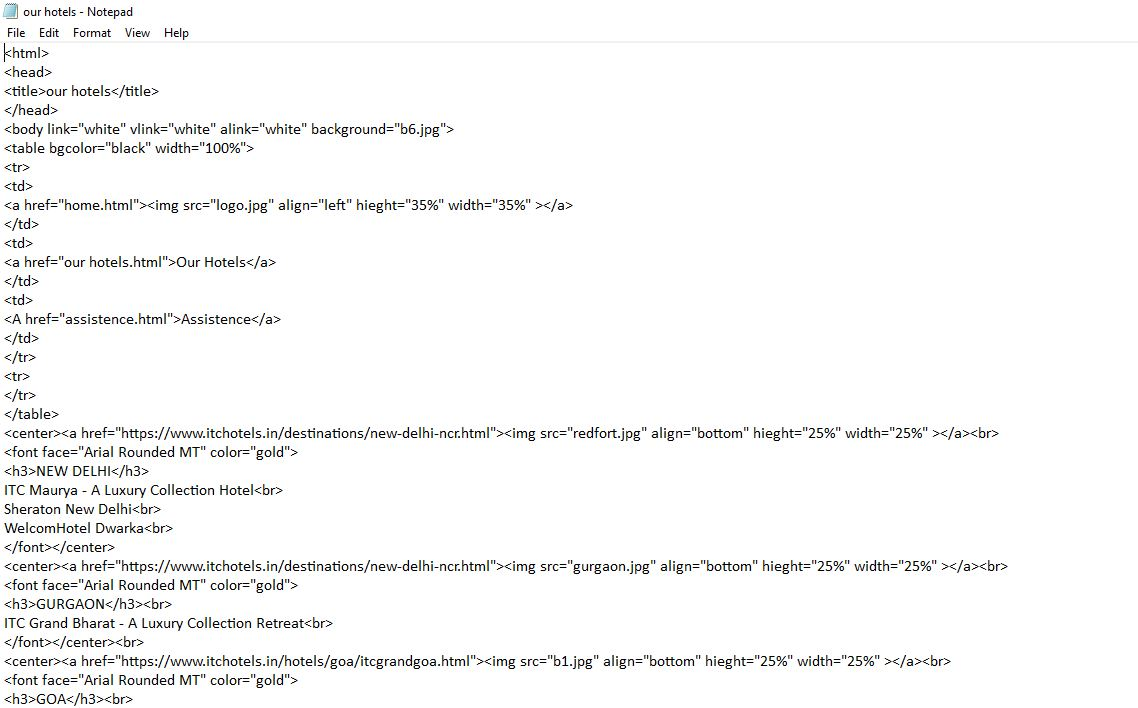 our hotels - Notepad
File Edit Format View Help
<html>
<head>
<title>our hotels</title>
</head>
<body link="white" vlink="white" alink="white" background="b6.jpg">
<table bgcolor="black" width="100%">
<tr>
<td>
<a href="home.html"><img src="logo.jpg" align="left" hieght="35%" width="35%" ></a>
</td>
<td>
<a href="our hotels.html">Our Hotels</a>
</td>
<td>
<A href="assistence.html">Assistence</a>
</td>
</tr>
<tr>
</tr>
</table>
<center><a href="https://www.itchotels.in/destinations/new-delhi-ncr.html"><img src="redfort.jpg" align="bottom" hieght="25%" width="25%" ></a><br>
<font face="Arial Rounded MT" color="gold">
<h3>NEW DELHI</h3>
ITC Maurya - A Luxury Collection Hotel<br>
Sheraton New Delhi<br>
WelcomHotel Dwarka<br>
</font></center>
<center><a href="https://www.itchotels.in/destinations/new-delhi-ncr.html"><img src="gurgaon.jpg" align="bottom" hieght="25%" width="25%" ></a><br>
<font face="Arial Rounded MT" color="gold">
<h3>GURGAON</h3><br>
ITC Grand Bharat - A Luxury Collection Retreat<br>
</font></center><br>
<center><a href="https://www.itchotels.in/hotels/goa/itcgrandgoa.html"><img src="b1.jpg" align="bottom" hieght="25%" width="25%" ></a><br>
<font face="Arial Rounded MT" color="gold">
<h3>GOA</h3><br>